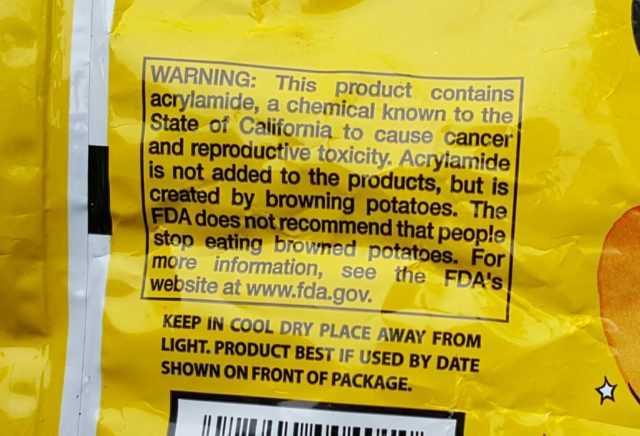 WARNING: This product contains
acrylamide, a chemical known to the
State of California to cause cancer
and reproductive toxicity. Acrylamide
is not added to the products, but is
created by browning potatoes. The
FDA does not recommend that people
stop eating browned potatoes. For
more information, see the FDA's
website at www.fda.gov.
KEEP IN COOL DRY PLACE AWAY FROM
LIGHT. PRODUCT BEST IF USED BY DATE
SHOWN ON FRONT OF PACKAGE.